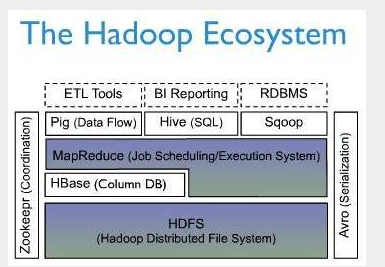 The Hadoop Ecosystem
ETL Tools
BI Reporting
RDBMS
Pig (Data Flow)
Hive (SQL)
Sqoop
MapReduce (Job Scheduling/Execution System)
HBase (Column DB)
HDFS
(Hadoop Distributed File System)
Zookeepr (Coordination)
Avro (Serialization)